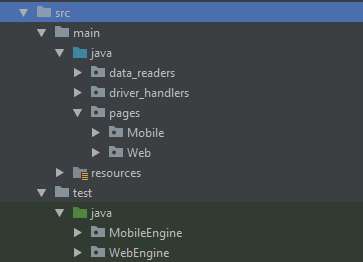 src
main
java
data_readers
driver_handlers
pages
Mobile
Web
resources
test
java
MobileEngine
WebEngine